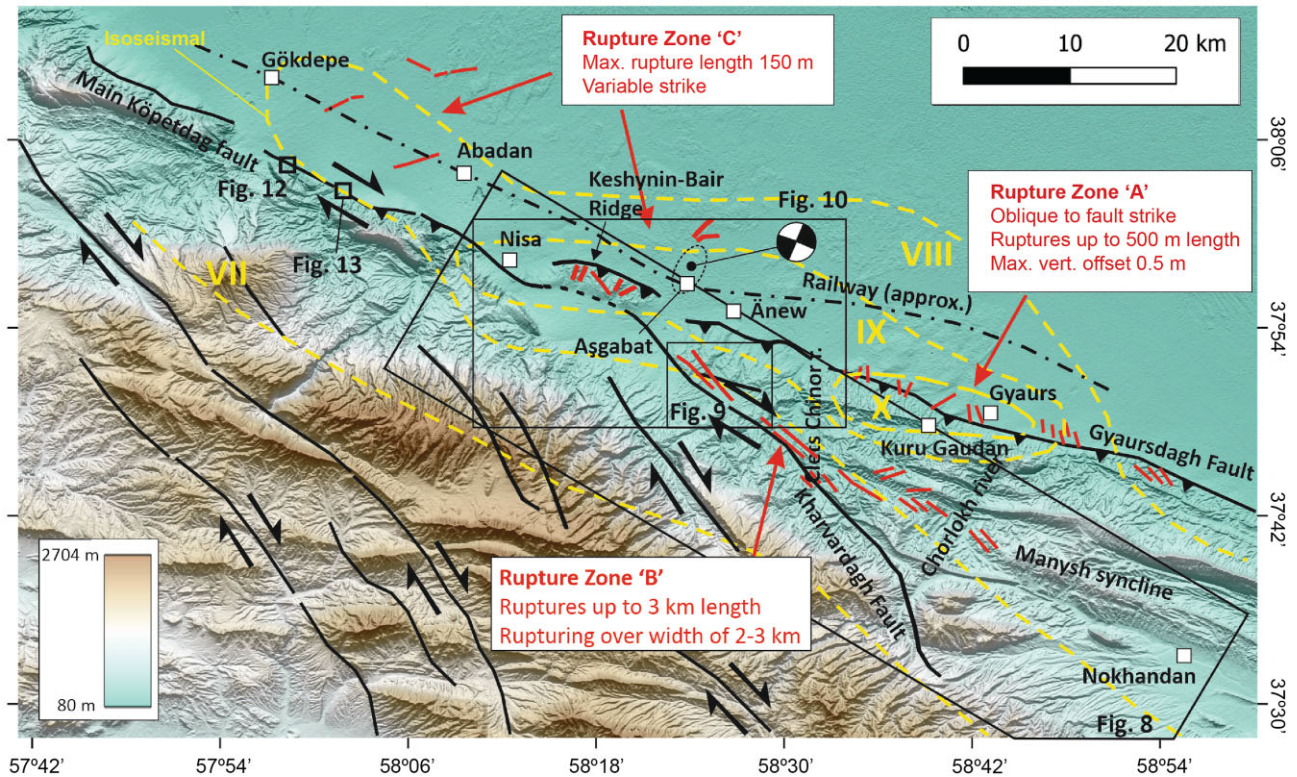 Isoseismal
Gökdepe
Main Köpetdag fault
Rupture Zone 'C'
Max. rupture length 150 m
Variable strike
0 10 20 km
Abadan
Keshynin-Bair
Ridge
Fig. 10
Fig. 12
Fig. 13
Nisa
VII
VIII
Rupture Zone 'A'
Oblique to fault strike
Ruptures up to 500 m length
Max. vert. offset 0.5 m
Railway (approx.)
Änew
IX
Aşgabat
Fig. 9
X
Gyaurs
Kuru Gaudan
Gyaursdagh Fault
Chinor r.
Kharvardagh Fault
Chorlokh river
Manysh syncline
Rupture Zone 'B'
Ruptures up to 3 km length
Rupturing over width of 2-3 km
Nokhandan
Fig. 8
2704 m
80 m
38°06'
37°54'
37°42'
37°30'
57°42' 57°54' 58°06' 58°18' 58°30' 58°42' 58°54'